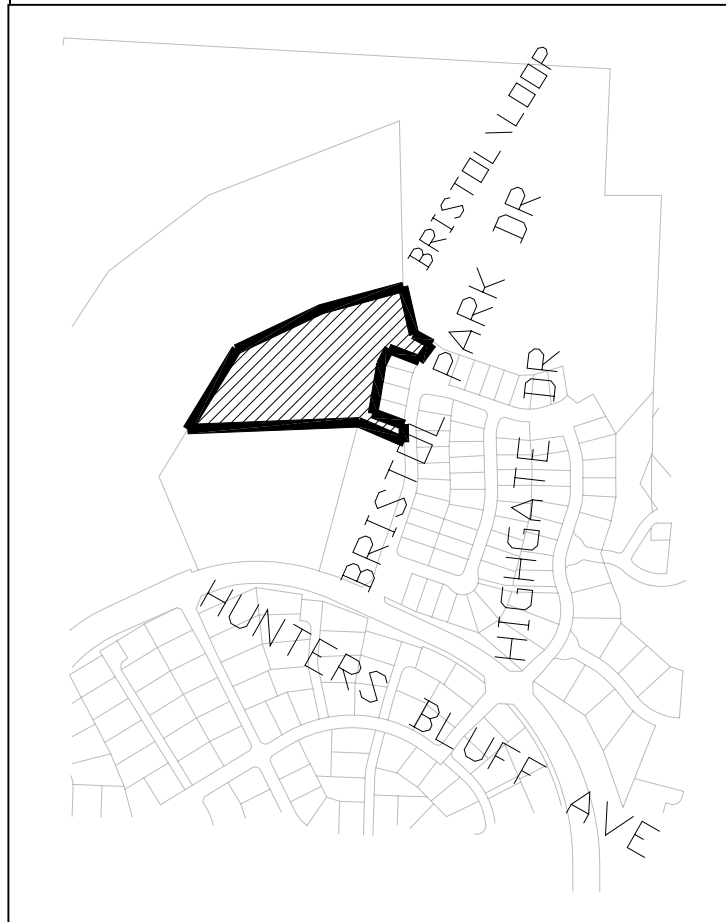 BRISTOL LOOP
BRISTOL PARK DR
HIGHGATE DR
HUNTERS BLUFF AVE